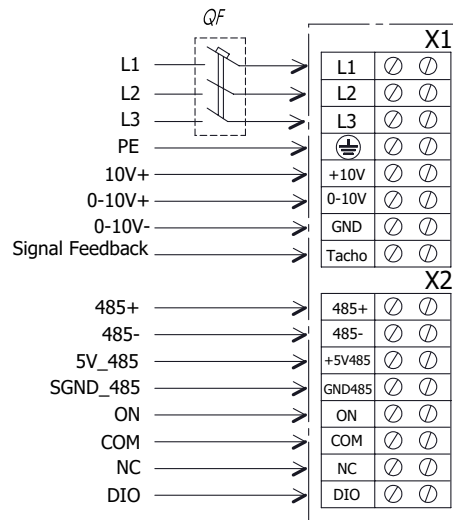 QF
X1
L1 L1
L2 L2
L3 L3
PE
10V+ +10V
0-10V+ 0-10V
0-10V- GND
Signal Feedback Tacho
X2
485+ 485+
485- 485-
5V_485 +5V485
SGND_485 GND485
ON ON
COM COM
NC NC
DIO DIO